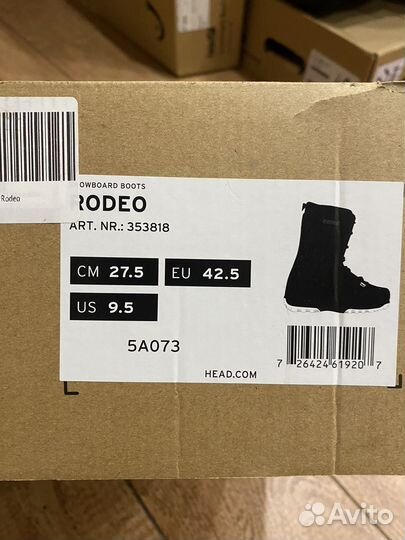 Rodeo
OWBOARD BOOTS
RODEO
ART. NR.: 353818
CM 27.5 EU 42.5
US 9.5
5A073
7 26424 61920 7
HEAD.COM
Avito